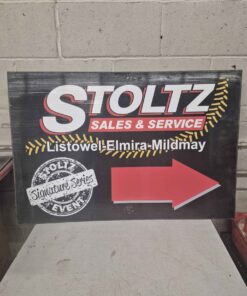 STOLTZ
SALES & SERVICE
Listowel-Elmira-Mildmay
STOLTZ
Signature Series
EVENT